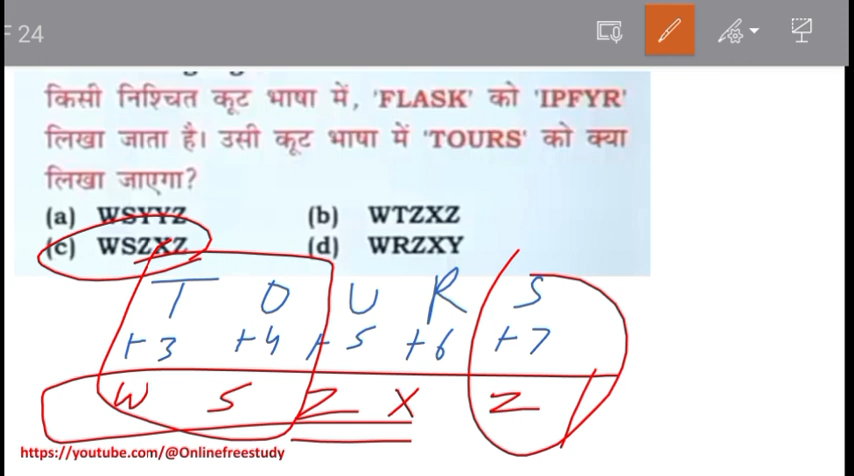 F 24
किसी निश्चित कूट भाषा में, 'FLASK' को 'IPFYR'
लिखा जाता है। उसी कूट भाषा में 'TOURS' को क्या
लिखा जाएगा?
(a) WSYYZ (b) WTZXZ
(c) WSZXZ (d) WRZXY
T O U R S
+3 +4 +5 +6 +7
W S Z X Z
https://youtube.com/@Onlinefreestudy